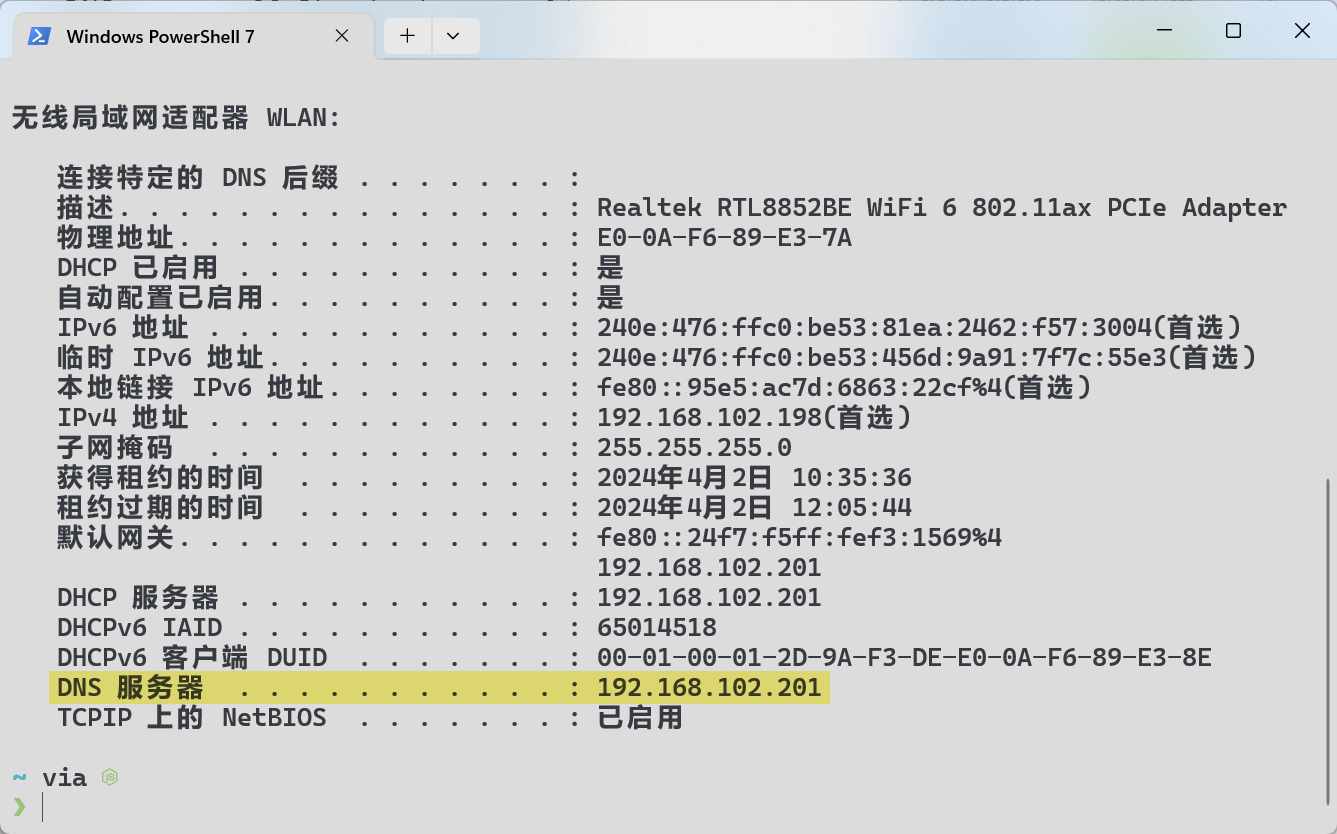 Windows PowerShell 7
无线局域网适配器 WLAN:
连接特定的 DNS 后缀 . . . . . . . :
描述. . . . . . . . . . . . . . . : Realtek RTL8852BE WiFi 6 802.11ax PCIe Adapter
物理地址. . . . . . . . . . . . . : E0-0A-F6-89-E3-7A
DHCP 已启用 . . . . . . . . . . . : 是
自动配置已启用. . . . . . . . . . : 是
IPv6 地址 . . . . . . . . . . . . : 240e:476:ffc0:be53:81ea:2462:f57:3004(首选)
临时 IPv6 地址. . . . . . . . . . : 240e:476:ffc0:be53:456d:9a91:7f7c:55e3(首选)
本地链接 IPv6 地址. . . . . . . . : fe80::95e5:ac7d:6863:22cf%4(首选)
IPv4 地址 . . . . . . . . . . . . : 192.168.102.198(首选)
子网掩码  . . . . . . . . . . . . : 255.255.255.0
获得租约的时间  . . . . . . . . . : 2024年4月2日 10:35:36
租约过期的时间  . . . . . . . . . : 2024年4月2日 12:05:44
默认网关. . . . . . . . . . . . . : fe80::24f7:f5ff:fef3:1569%4
192.168.102.201
DHCP 服务器 . . . . . . . . . . . : 192.168.102.201
DHCPv6 IAID . . . . . . . . . . . : 65014518
DHCPv6 客户端 DUID  . . . . . . . : 00-01-00-01-2D-9A-F3-DE-E0-0A-F6-89-E3-8E
DNS 服务器  . . . . . . . . . . . : 192.168.102.201
TCPIP 上的 NetBIOS  . . . . . . . : 已启用
~ via
❯